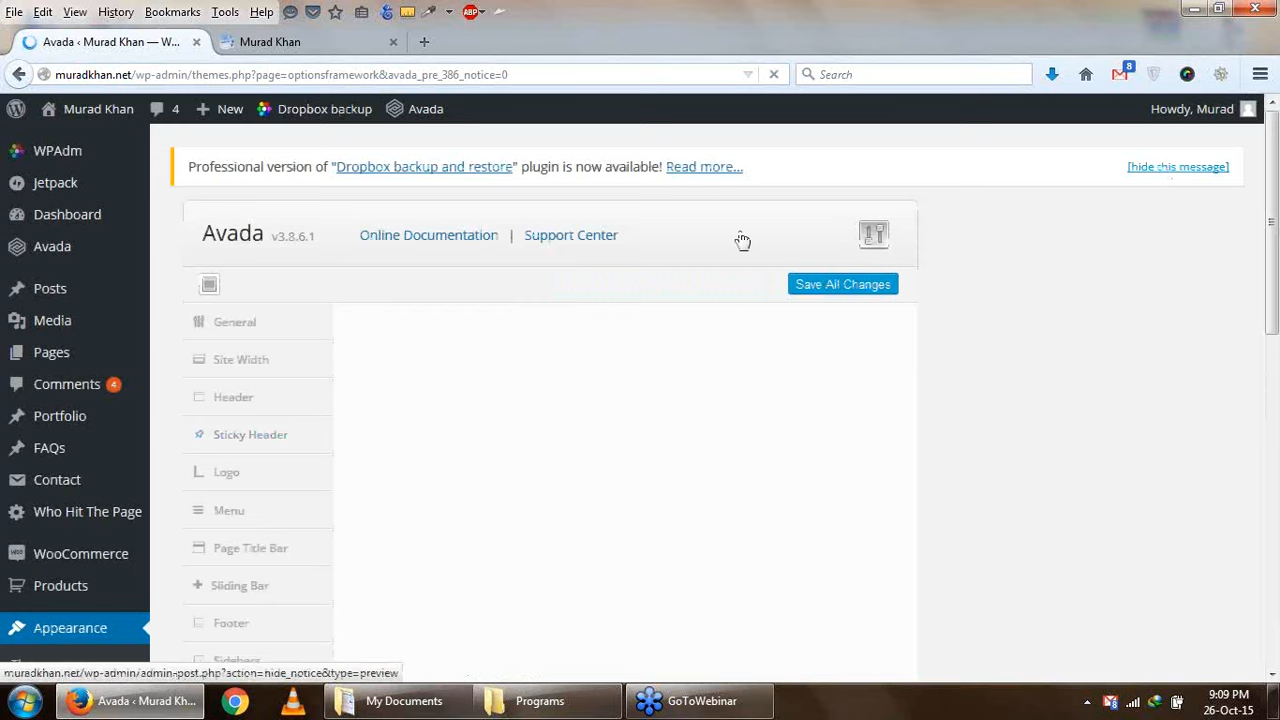 File Edit View History Bookmarks Tools Help
Avada ‹ Murad Khan — W...
Murad Khan
muradkhan.net/wp-admin/themes.php?page=optionsframework&avada_pre_386_notice=0
Search
8
Murad Khan 4 New Dropbox backup Avada Howdy, Murad
WPAdm
Jetpack
Dashboard
Avada
Posts
Media
Pages
Comments 4
Portfolio
FAQs
Contact
Who Hit The Page
WooCommerce
Products
Appearance
Professional version of "Dropbox backup and restore" plugin is now available! Read more...
[hide this message]
Avada v3.8.6.1 Online Documentation | Support Center
Save All Changes
General
Site Width
Header
Sticky Header
Logo
Menu
Page Title Bar
Sliding Bar
Footer
Sidebars
muradkhan.net/wp-admin/admin-post.php?action=hide_notice&type=preview
Avada ‹ Murad Kh...
My Documents
Programs
GoToWebinar
9:09 PM
26-Oct-15